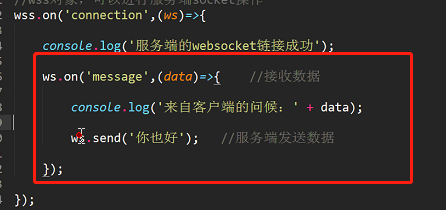 //wss对象，可以进行服务端socket操作
wss.on('connection',(ws)=>{
console.log('服务端的websocket链接成功');
ws.on('message',(data)=>{ //接收数据
console.log('来自客户端的问候：' + data);
ws.send('你也好'); //服务端发送数据
});
});